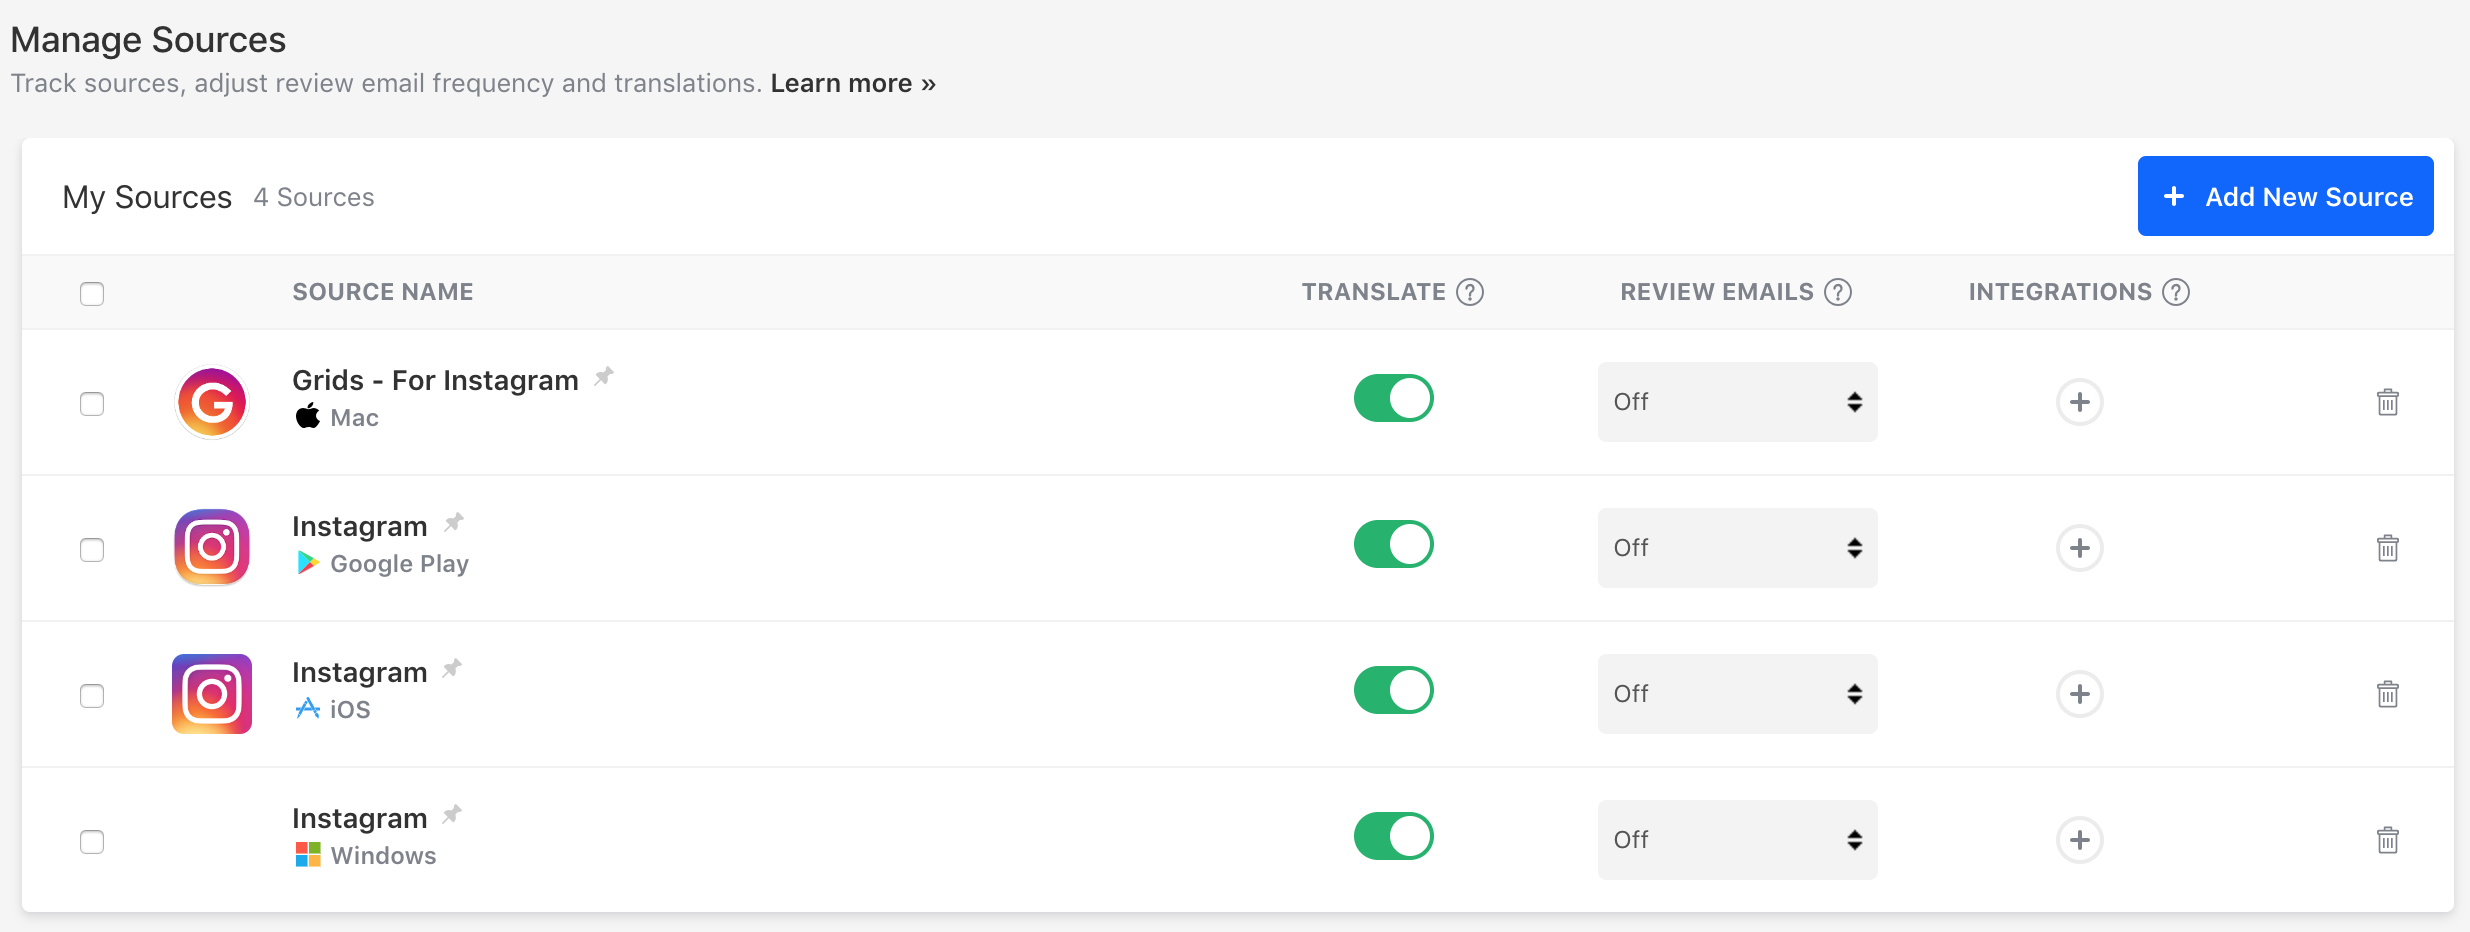 Manage Sources
Track sources, adjust review email frequency and translations. Learn more »
My Sources 4 Sources
+ Add New Source
SOURCE NAME TRANSLATE ? REVIEW EMAILS ? INTEGRATIONS ?
Grids - For Instagram
Mac
Off
Instagram
Google Play
Off
Instagram
iOS
Off
Instagram
Windows
Off